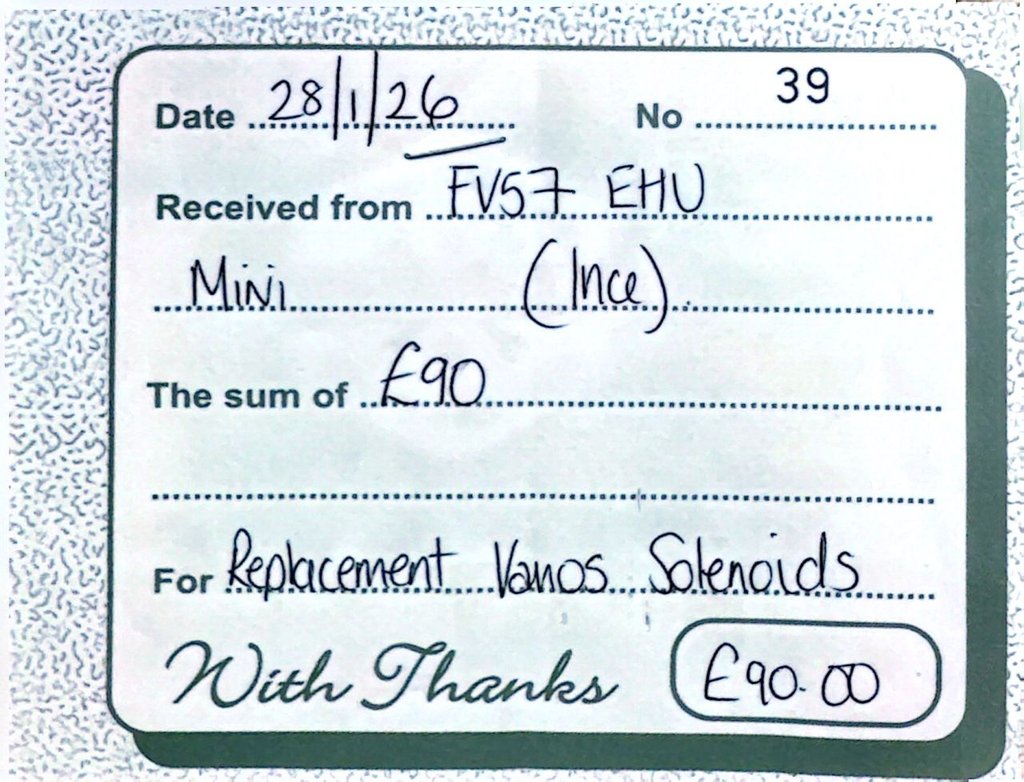 Date 28/1/26 No 39
Received from FV57 EHU
Mini (Ince).
The sum of £90
For Replacement Vanos Solenoids
With Thanks £90.00